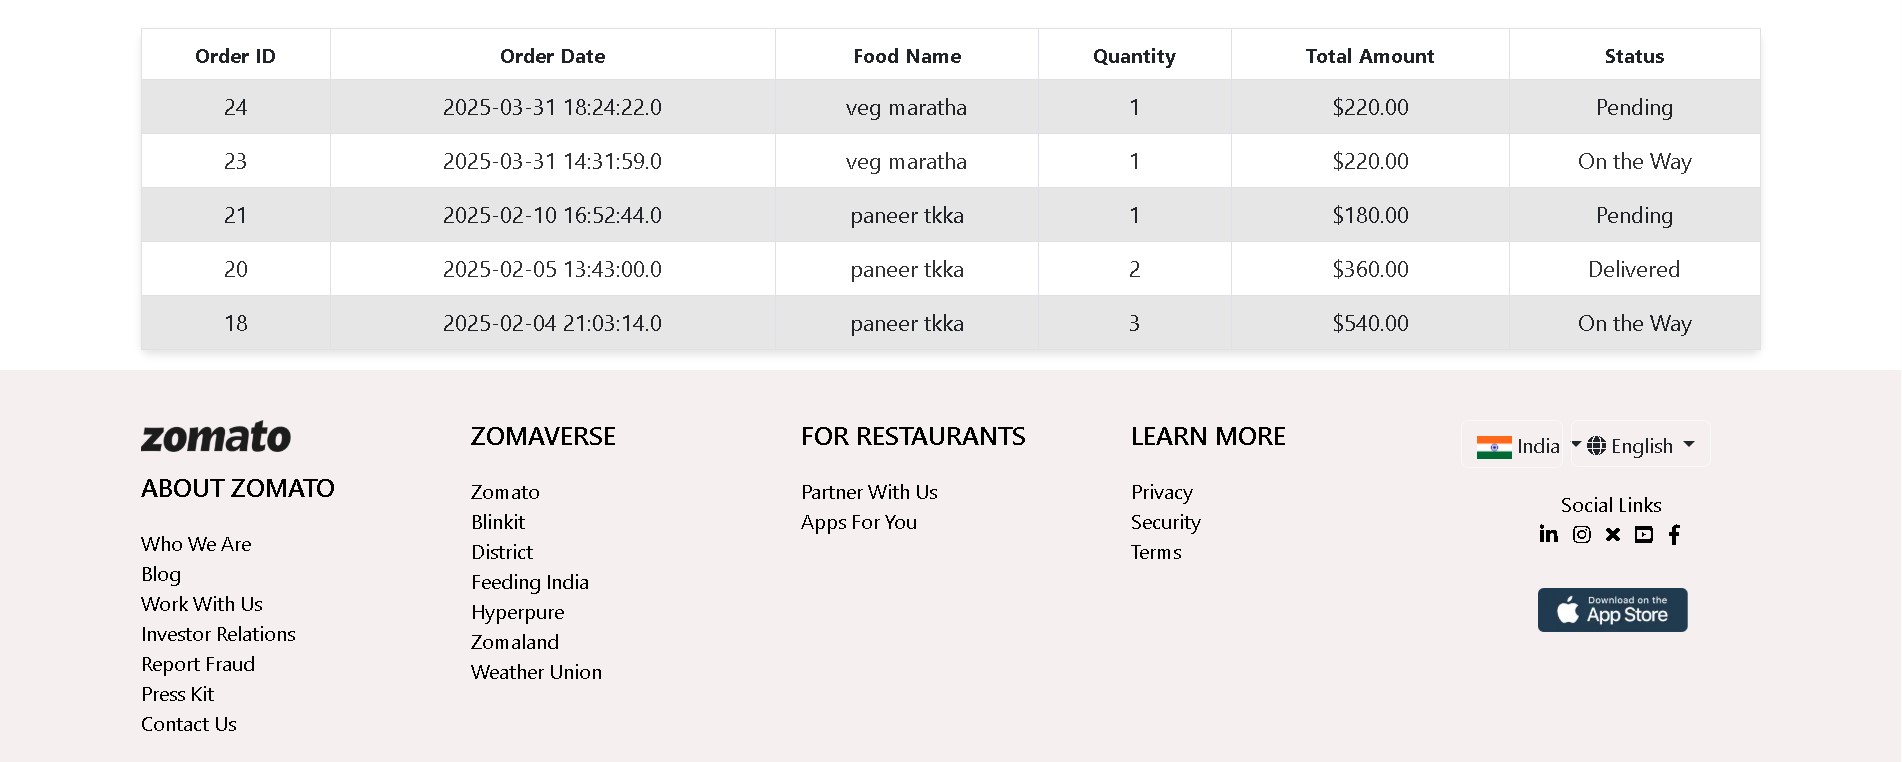 Order ID Order Date Food Name Quantity Total Amount Status
24 2025-03-31 18:24:22.0 veg maratha 1 $220.00 Pending
23 2025-03-31 14:31:59.0 veg maratha 1 $220.00 On the Way
21 2025-02-10 16:52:44.0 paneer tkka 1 $180.00 Pending
20 2025-02-05 13:43:00.0 paneer tkka 2 $360.00 Delivered
18 2025-02-04 21:03:14.0 paneer tkka 3 $540.00 On the Way
zomato
ABOUT ZOMATO
Who We Are
Blog
Work With Us
Investor Relations
Report Fraud
Press Kit
Contact Us
ZOMAVERSE
Zomato
Blinkit
District
Feeding India
Hyperpure
Zomaland
Weather Union
FOR RESTAURANTS
Partner With Us
Apps For You
LEARN MORE
Privacy
Security
Terms
India English
Social Links
Download on the
App Store